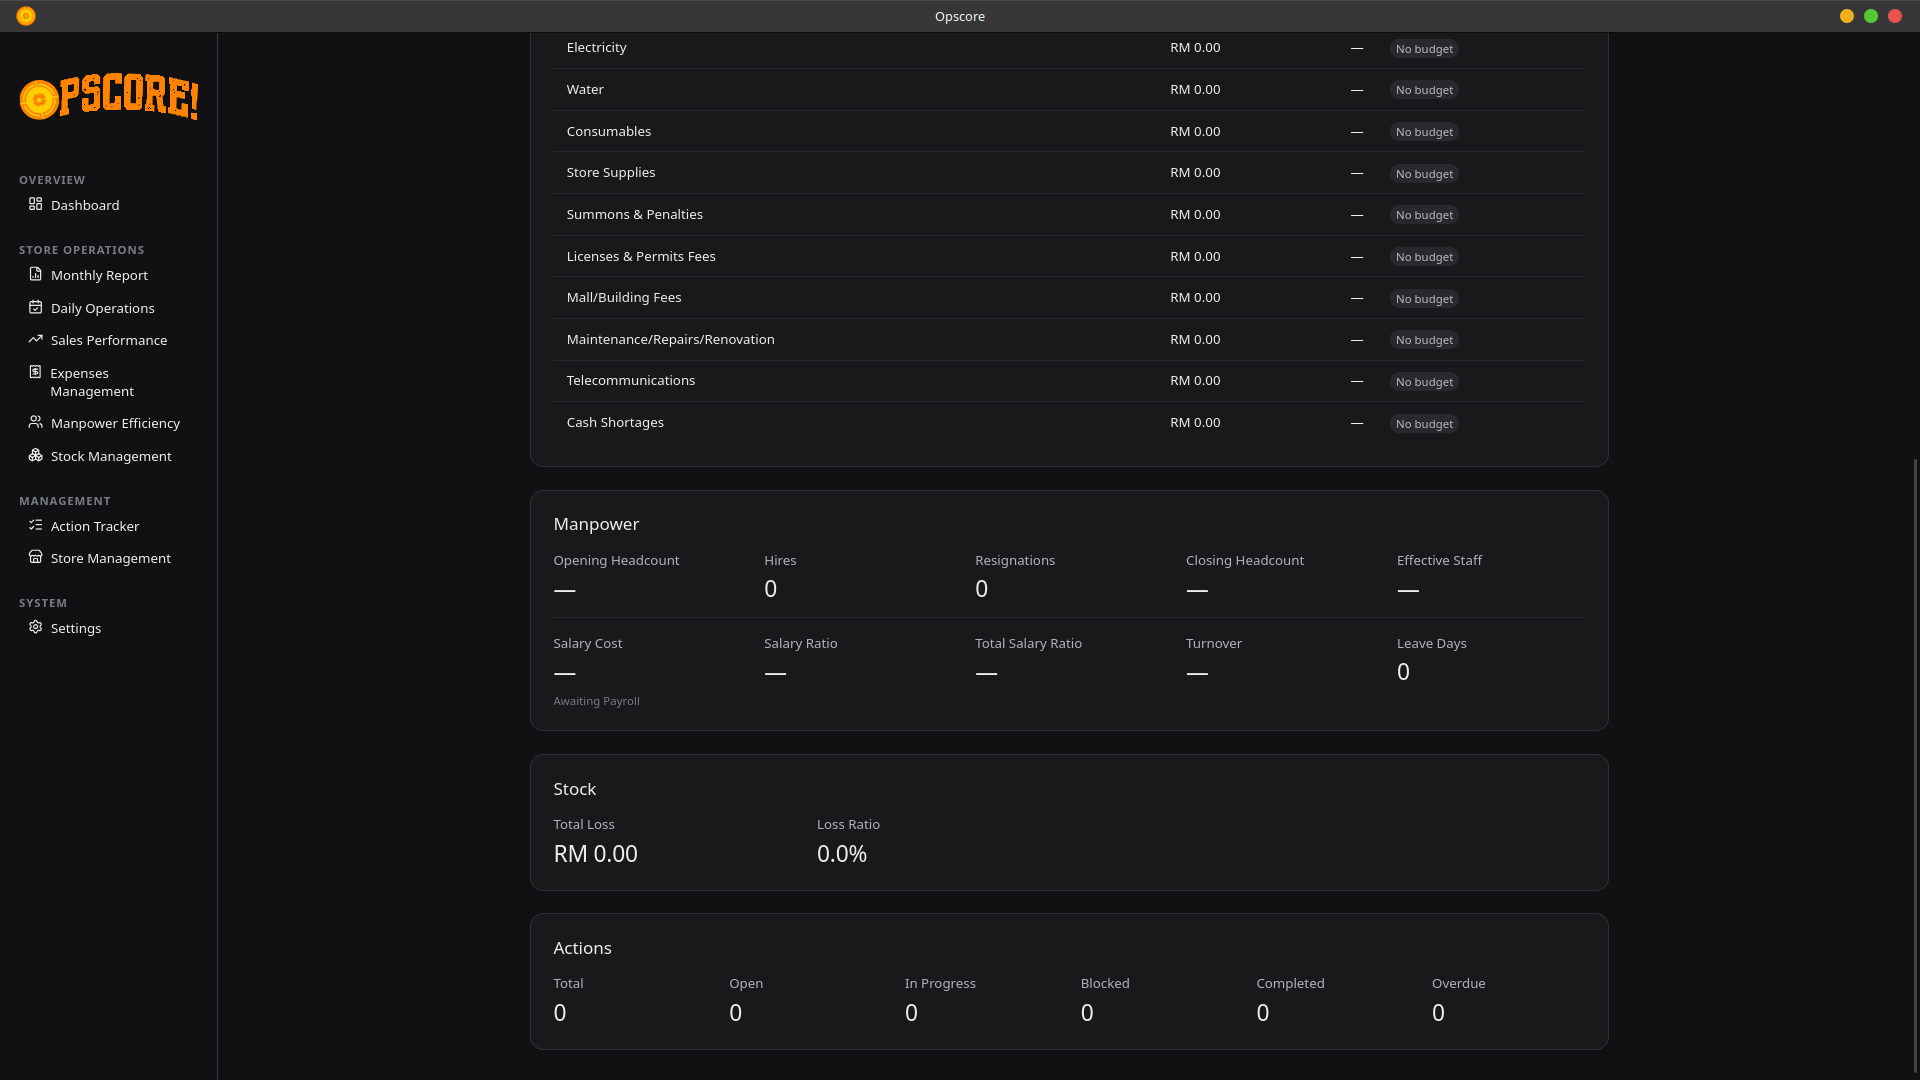 Opscore
OPSCORE!
OVERVIEW
Dashboard
STORE OPERATIONS
Monthly Report
Daily Operations
Sales Performance
Expenses
Management
Manpower Efficiency
Stock Management
MANAGEMENT
Action Tracker
Store Management
SYSTEM
Settings
Electricity RM 0.00 — No budget
Water RM 0.00 — No budget
Consumables RM 0.00 — No budget
Store Supplies RM 0.00 — No budget
Summons & Penalties RM 0.00 — No budget
Licenses & Permits Fees RM 0.00 — No budget
Mall/Building Fees RM 0.00 — No budget
Maintenance/Repairs/Renovation RM 0.00 — No budget
Telecommunications RM 0.00 — No budget
Cash Shortages RM 0.00 — No budget
Manpower
Opening Headcount Hires Resignations Closing Headcount Effective Staff
— 0 0 — —
Salary Cost Salary Ratio Total Salary Ratio Turnover Leave Days
— — — — 0
Awaiting Payroll
Stock
Total Loss Loss Ratio
RM 0.00 0.0%
Actions
Total Open In Progress Blocked Completed Overdue
0 0 0 0 0 0